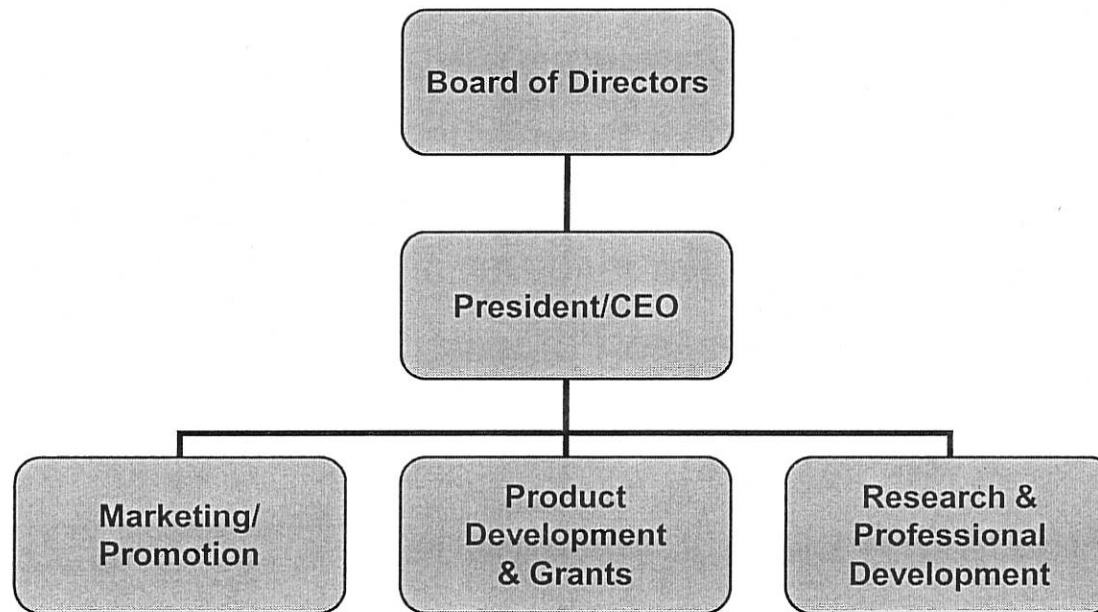 Board of Directors
President/CEO
Marketing/
Promotion
Product
Development
& Grants
Research &
Professional
Development